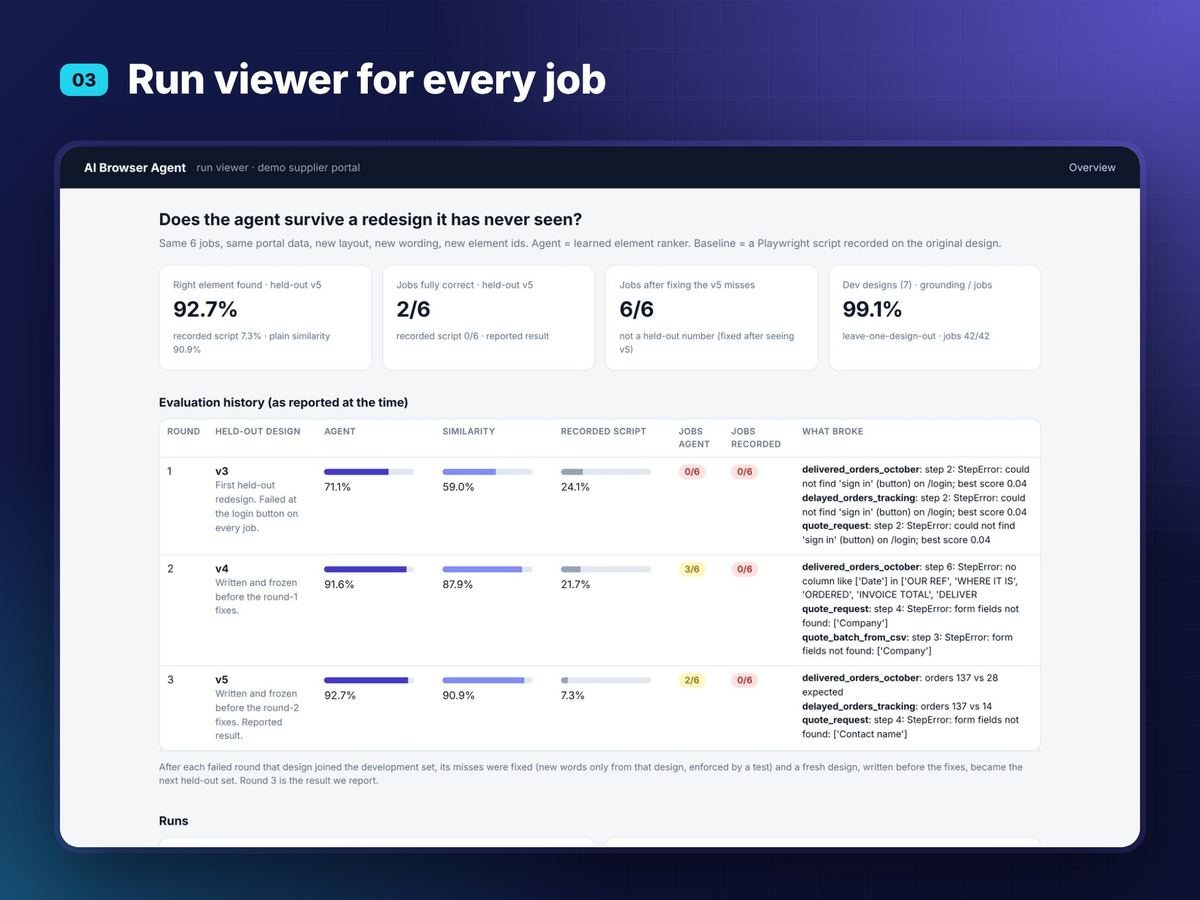 03 Run viewer for every job
AI Browser Agent run viewer · demo supplier portal Overview
Does the agent survive a redesign it has never seen?
Same 6 jobs, same portal data, new layout, new wording, new element ids. Agent = learned element ranker. Baseline = a Playwright script recorded on the original design.
Right element found · held-out v5
92.7%
recorded script 7.3% · plain similarity
90.9%
Jobs fully correct · held-out v5
2/6
recorded script 0/6 · reported result
Jobs after fixing the v5 misses
6/6
not a held-out number (fixed after seeing
v5)
Dev designs (7) · grounding / jobs
99.1%
leave-one-design-out · jobs 42/42
Evaluation history (as reported at the time)
ROUND HELD-OUT DESIGN AGENT SIMILARITY RECORDED SCRIPT JOBS AGENT JOBS RECORDED WHAT BROKE
1
v3
First held-out
redesign. Failed at
the login button on
every job.
71.1%
59.0%
24.1%
0/6
0/6
delivered_orders_october: step 2: StepError: could
not find 'sign in' (button) on /login; best score 0.04
delayed_orders_tracking: step 2: StepError: could
not find 'sign in' (button) on /login; best score 0.04
quote_request: step 2: StepError: could not find
'sign in' (button) on /login; best score 0.04
2
v4
Written and frozen
before the round-1
fixes.
91.6%
87.9%
21.7%
3/6
0/6
delivered_orders_october: step 6: StepError: no
column like ['Date'] in ['OUR REF', 'WHERE IT IS',
'ORDERED', 'INVOICE TOTAL', 'DELIVER
quote_request: step 4: StepError: form fields not
found: ['Company']
quote_batch_from_csv: step 3: StepError: form
fields not found: ['Company']
3
v5
Written and frozen
before the round-2
fixes. Reported
result.
92.7%
90.9%
7.3%
2/6
0/6
delivered_orders_october: orders 137 vs 28
expected
delayed_orders_tracking: orders 137 vs 14
quote_request: step 4: StepError: form fields not
found: ['Contact name']
After each failed round that design joined the development set, its misses were fixed (new words only from that design, enforced by a test) and a fresh design, written before the fixes, became the
next held-out set. Round 3 is the result we report.
Runs